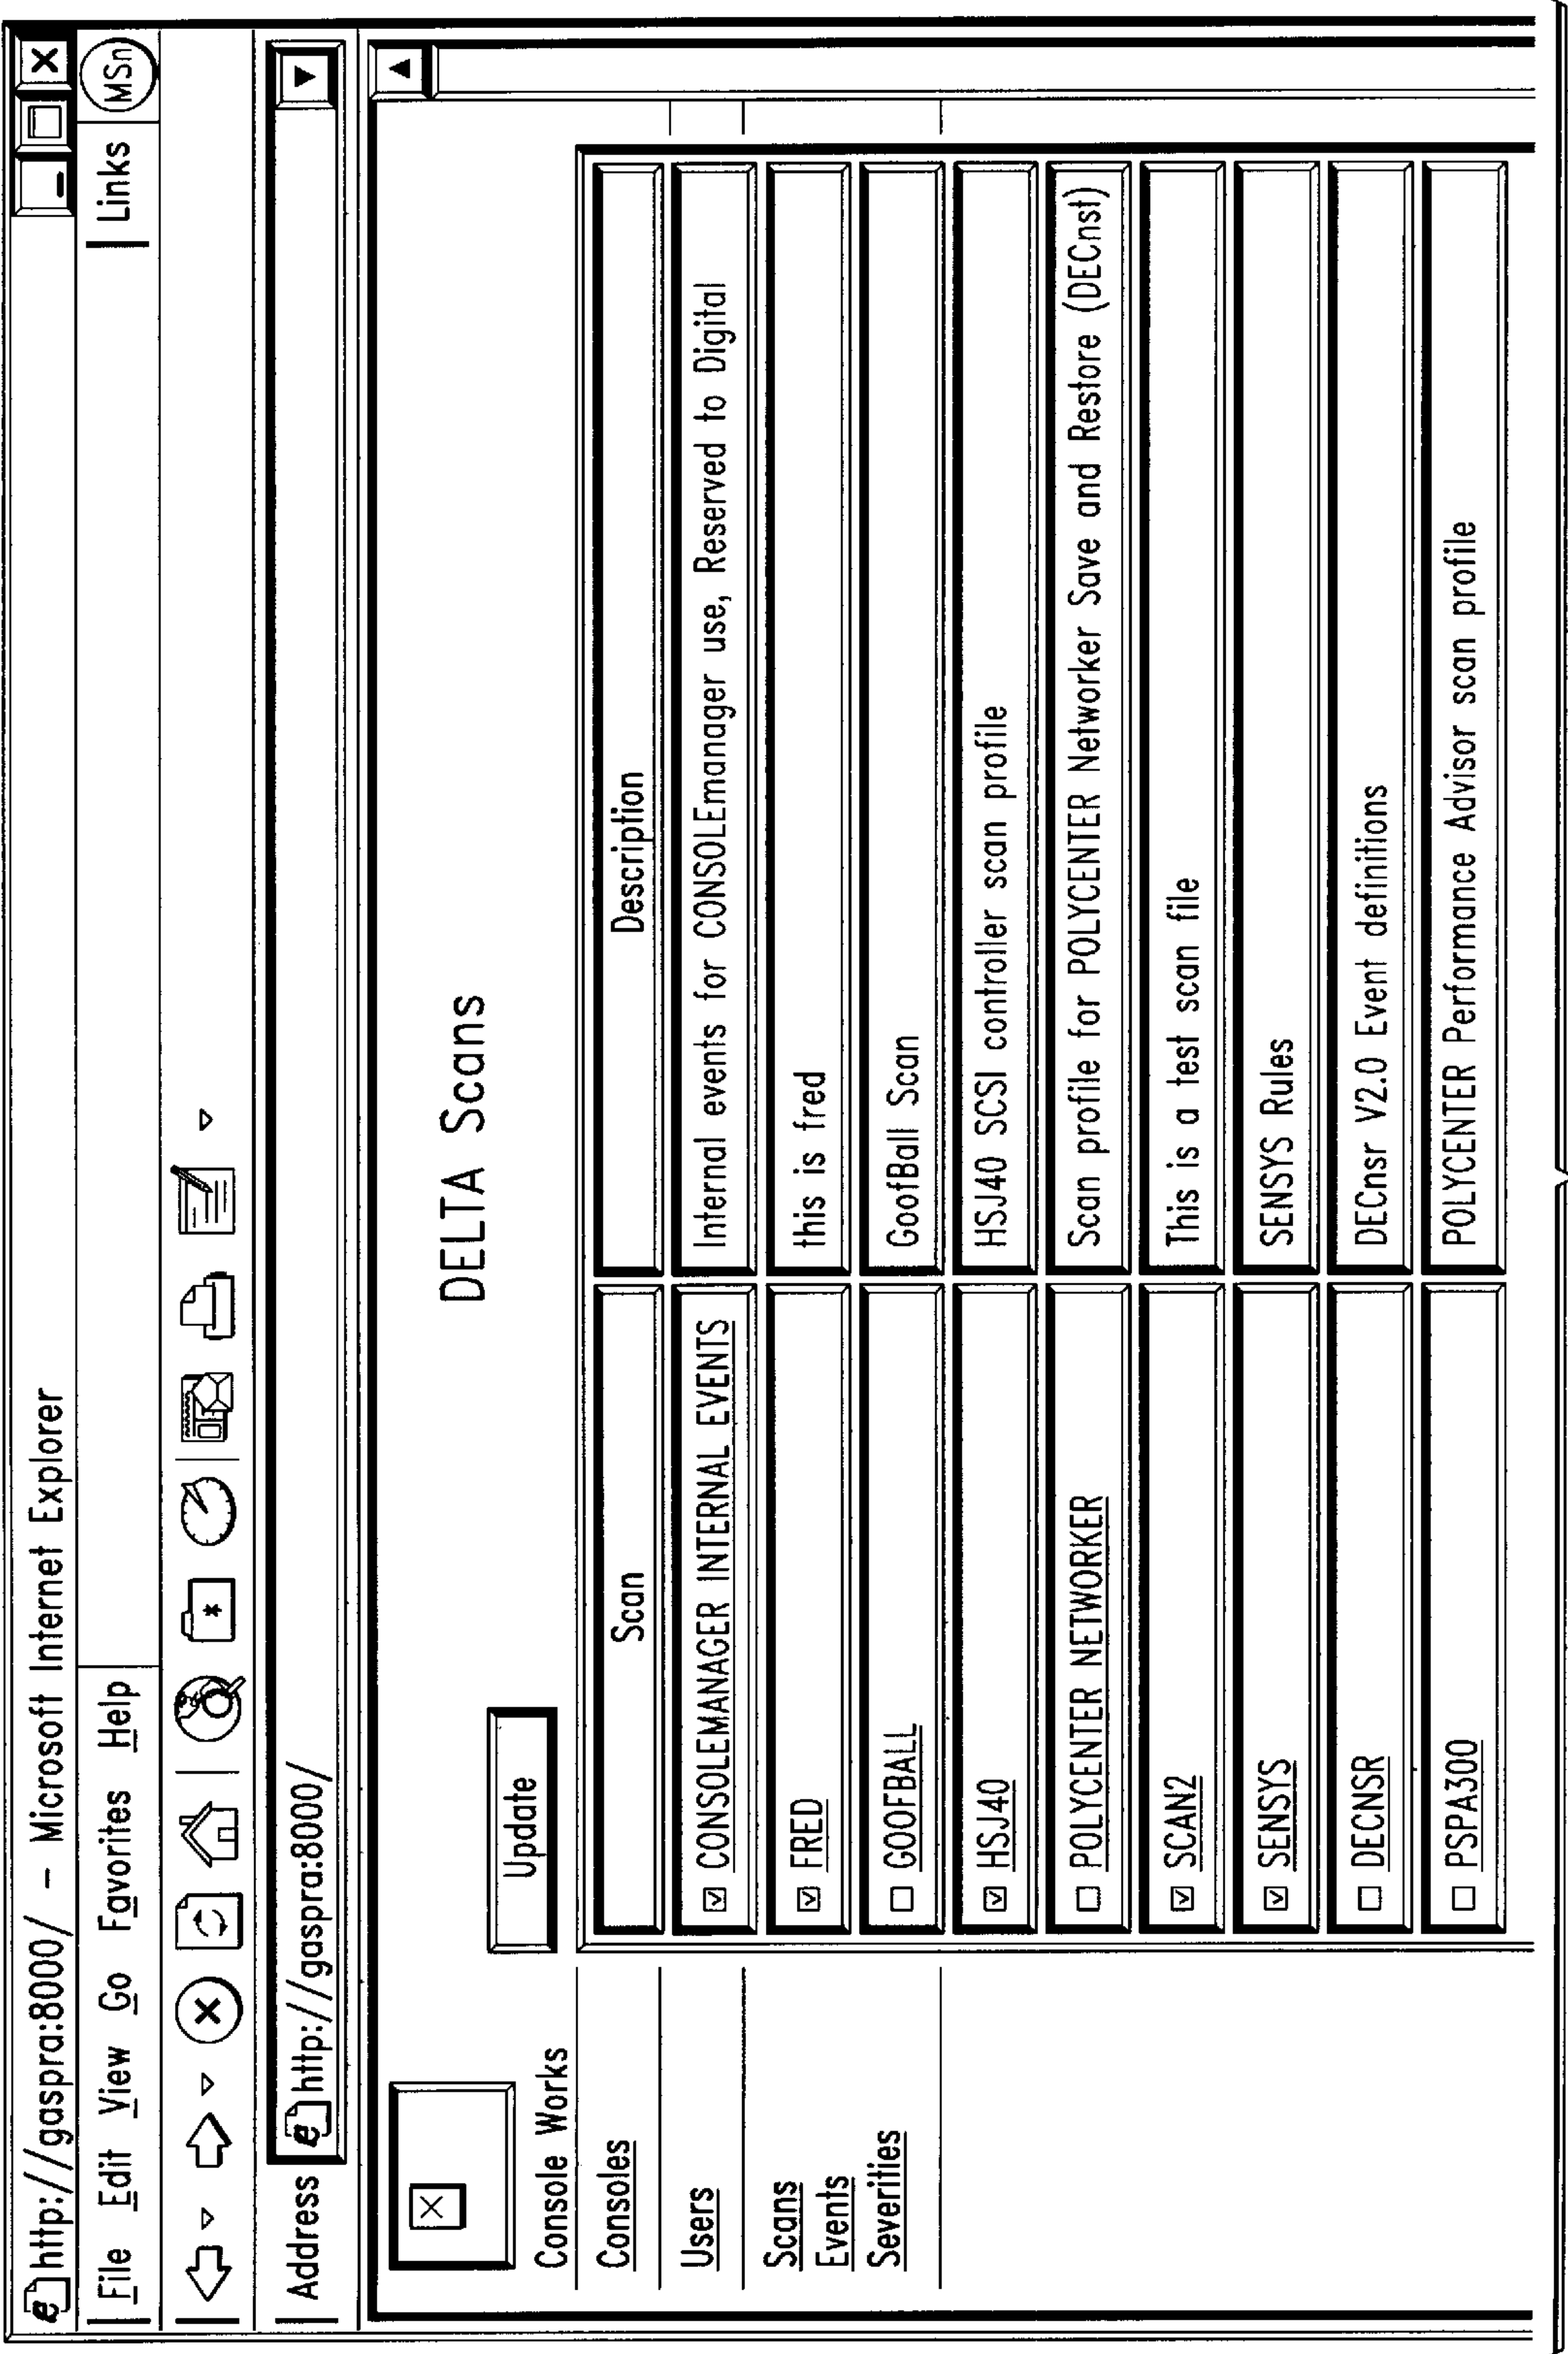 http://gaspra:8000/ – Microsoft Internet Explorer
File Edit View Go Favorites Help
Links
MSn
Address http://gaspra:8000/
DELTA Scans
Update
Console Works
Consoles
Users
Scans
Events
Severities
Scan Description
CONSOLEMANAGER INTERNAL EVENTS Internal events for CONSOLEmanager use, Reserved to Digital
FRED this is fred
GOOFBALL GoofBall Scan
HSJ40 HSJ40 SCSI controller scan profile
POLYCENTER NETWORKER Scan profile for POLYCENTER Networker Save and Restore (DECnst)
SCAN2 This is a test scan file
SENSYS SENSYS Rules
DECNSR DECnsr V2.0 Event definitions
PSPA300 POLYCENTER Performance Advisor scan profile